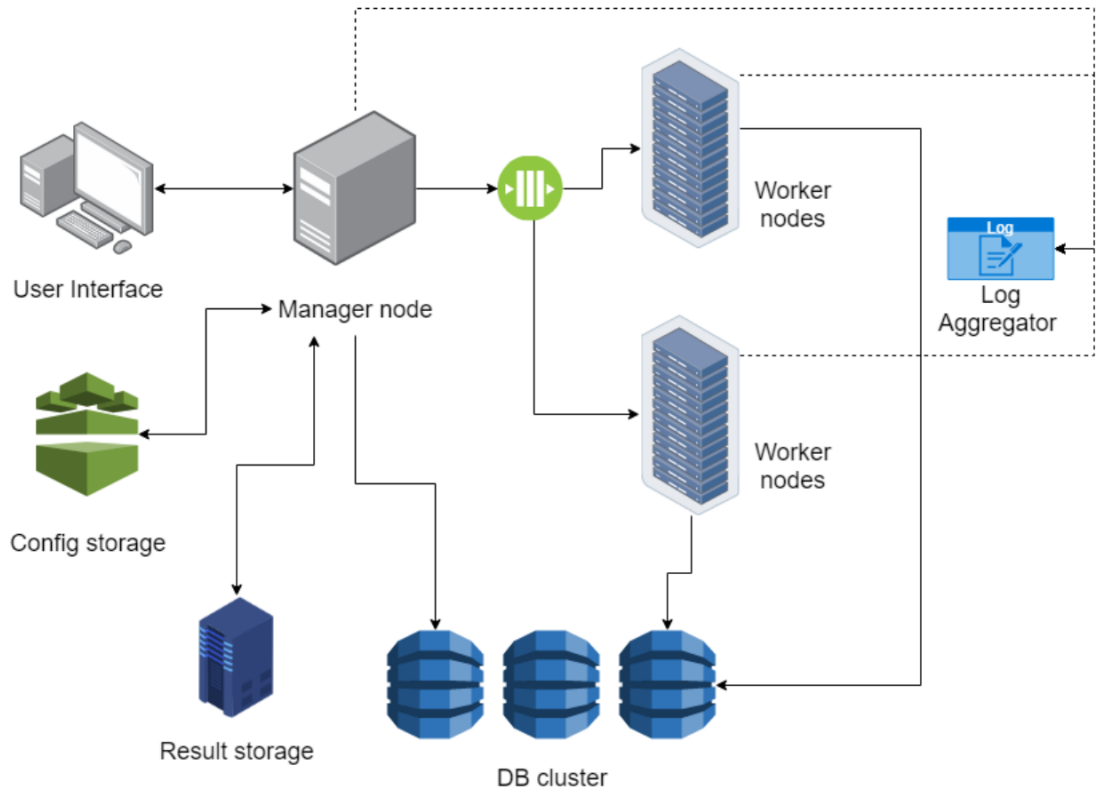 Worker
nodes
Log
User Interface
Manager node
Log
Aggregator
Worker
nodes
Config storage
Result storage
DB cluster